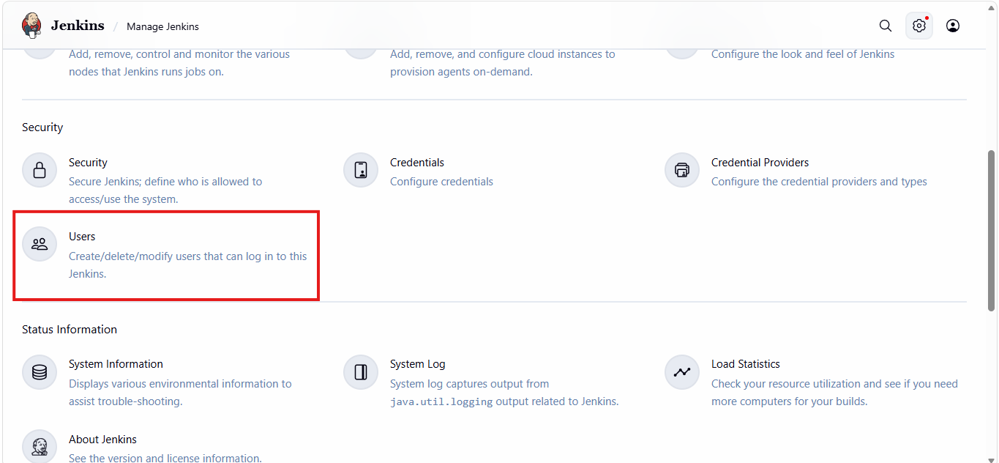 Jenkins / Manage Jenkins
Add, remove, control and monitor the various
nodes that Jenkins runs jobs on.
Add, remove, and configure cloud instances to
provision agents on-demand.
Configure the look and feel of Jenkins
Security
Security
Secure Jenkins; define who is allowed to
access/use the system.
Credentials
Configure credentials
Credential Providers
Configure the credential providers and types
Users
Create/delete/modify users that can log in to this
Jenkins.
Status Information
System Information
Displays various environmental information to
assist trouble-shooting.
System Log
System log captures output from
java.util.logging output related to Jenkins.
Load Statistics
Check your resource utilization and see if you need
more computers for your builds.
About Jenkins
See the version and license information.